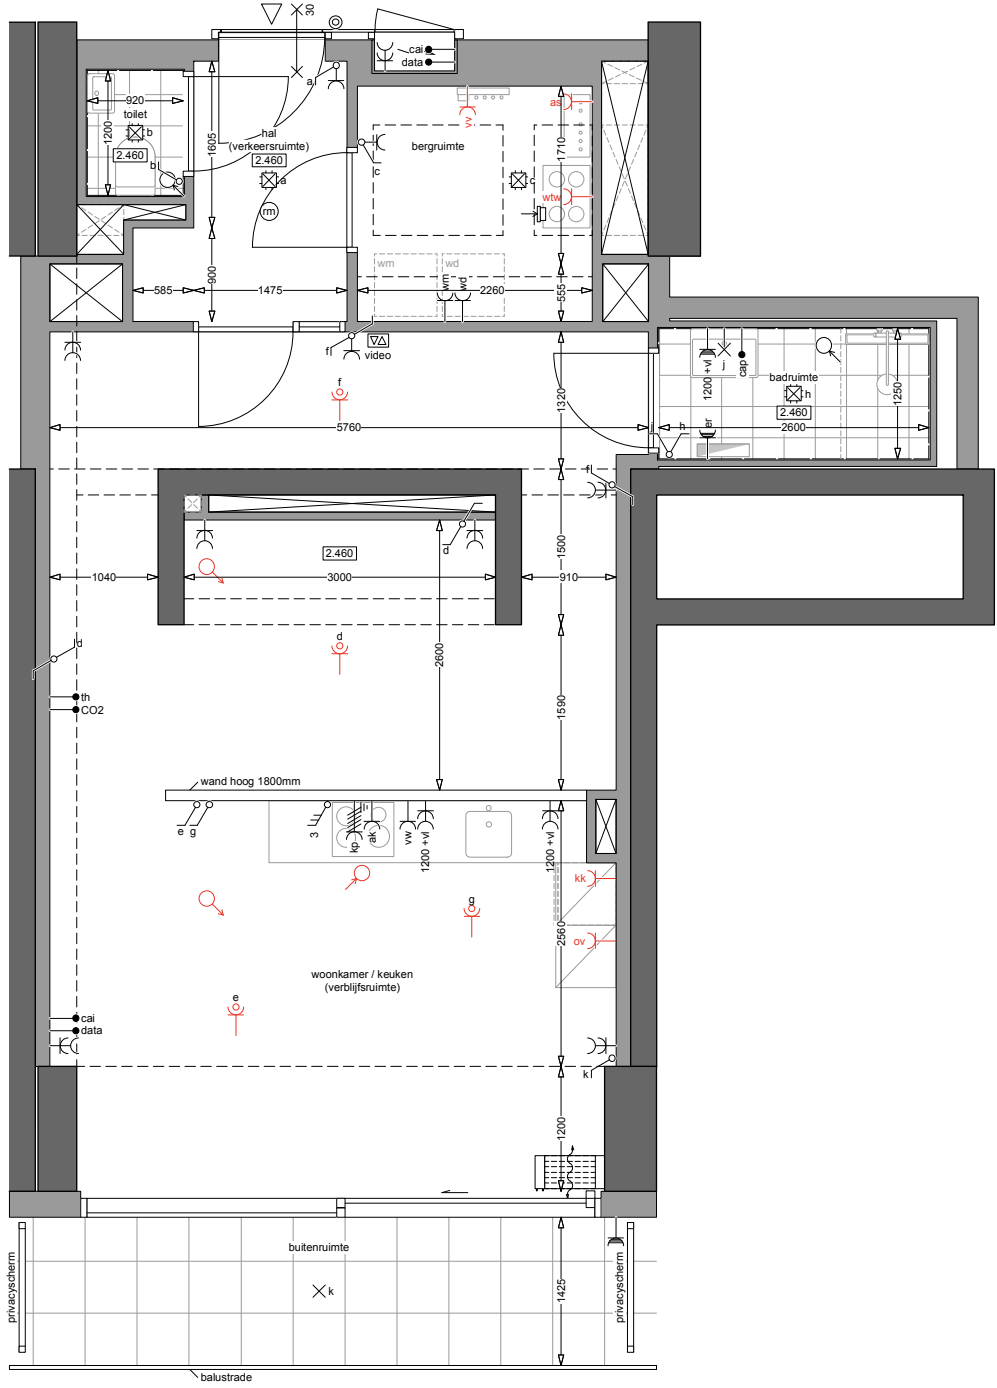 30
cai
data
a
920
toilet
1200
b
2.460
b
1605
hal
(verkeersruimte)
2.460
a
rm
c
vv
as
bergruimte
1710
c
wtw
900
585
1475
wm
wd
wm
wd
2260
555
f
video
f
5760
1320
1200 +vl
j
cap
badruimte
h
2.460
2600
1250
er
j
h
f
d
2.460
1040
3000
910
1500
d
2600
d
1590
th
CO2
wand hoog 1800mm
e
g
3
kp
ak
vw
1200 +vl
1200 +vl
kk
g
2560
ov
woonkamer / keuken
(verblijfsruimte)
e
cai
data
k
1200
buitenruimte
privacyscherm
privacyscherm
k
1425
balustrade